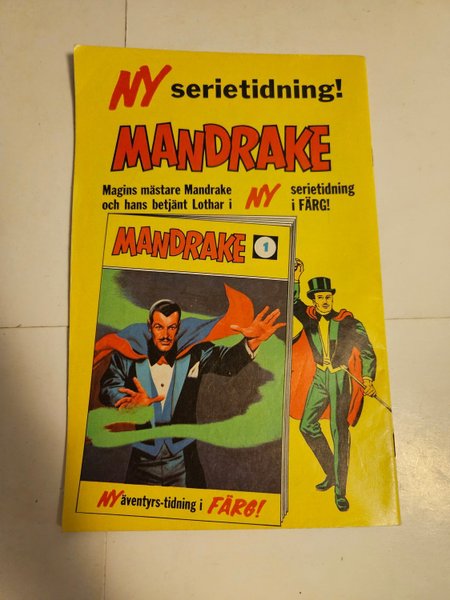 NY serietidning!
MANDRAKE
Magins mästare Mandrake
och hans betjänt Lothar i
NY
serietidning
i FÄRG!
MANDRAKE 1
NY äventyrs-tidning i FÄRG!